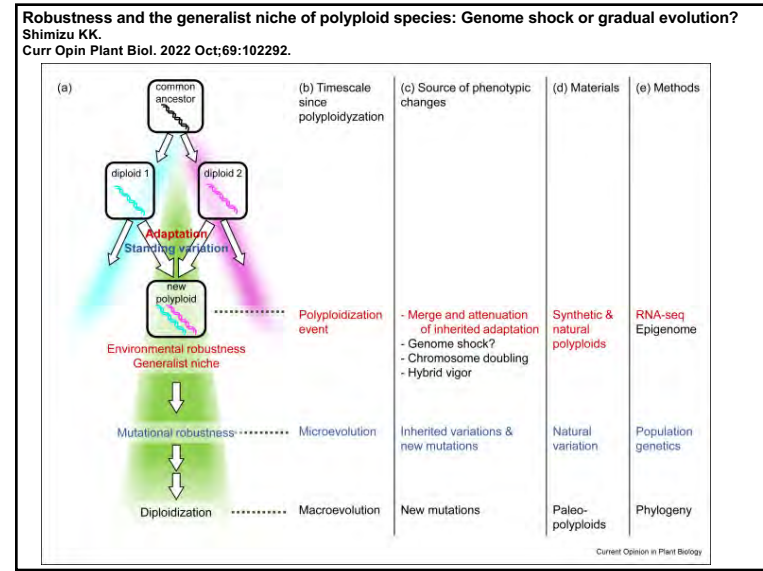 Robustness and the generalist niche of polyploid species: Genome shock or gradual evolution?
Shimizu KK.
Curr Opin Plant Biol. 2022 Oct;69:102292.
(a)
common
ancestor
diploid 1
diploid 2
Adaptation
Standing variation
new
polyploid
Environmental robustness
Generalist niche
Mutational robustness
Diploidization
(b) Timescale
since
polyploidyzation
Polyploidization
event
Microevolution
Macroevolution
(c) Source of phenotypic
changes
- Merge and attenuation
of inherited adaptation
- Genome shock?
- Chromosome doubling
- Hybrid vigor
Inherited variations &
new mutations
New mutations
(d) Materials
Synthetic &
natural
polyploids
Natural
variation
Paleo-
polyploids
(e) Methods
RNA-seq
Epigenome
Population
genetics
Phylogeny
Current Opinion in Plant Biology